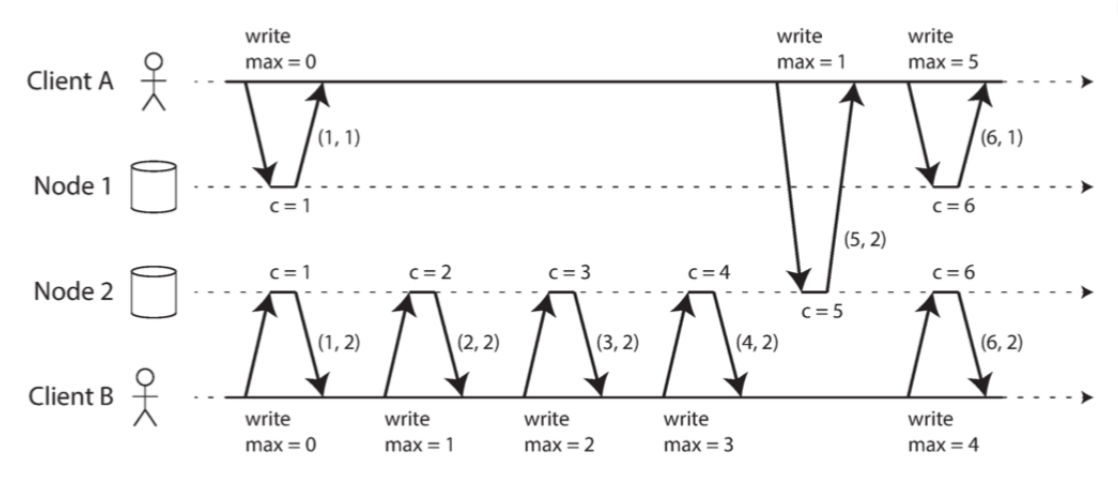 write
max = 0
write
max = 1
write
max = 5
Client A
(1, 1)
(6, 1)
Node 1
c = 1
c = 6
(5, 2)
c = 1
c = 2
c = 3
c = 4
c = 6
Node 2
c = 5
(1, 2)
(2, 2)
(3, 2)
(4, 2)
(6, 2)
Client B
write
max = 0
write
max = 1
write
max = 2
write
max = 3
write
max = 4